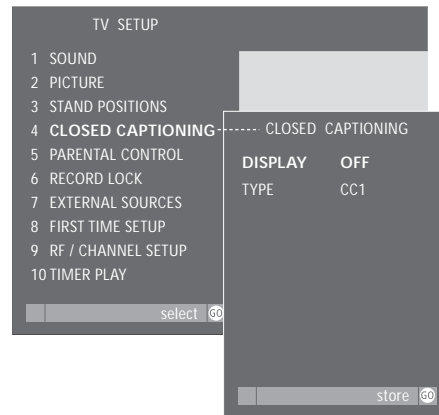 TV SETUP
1 SOUND
2 PICTURE
3 STAND POSITIONS
4 CLOSED CAPTIONING
5 PARENTAL CONTROL
6 RECORD LOCK
7 EXTERNAL SOURCES
8 FIRST TIME SETUP
9 RF / CHANNEL SETUP
10 TIMER PLAY
select GO
CLOSED CAPTIONING
DISPLAY OFF
TYPE CC1
store GO